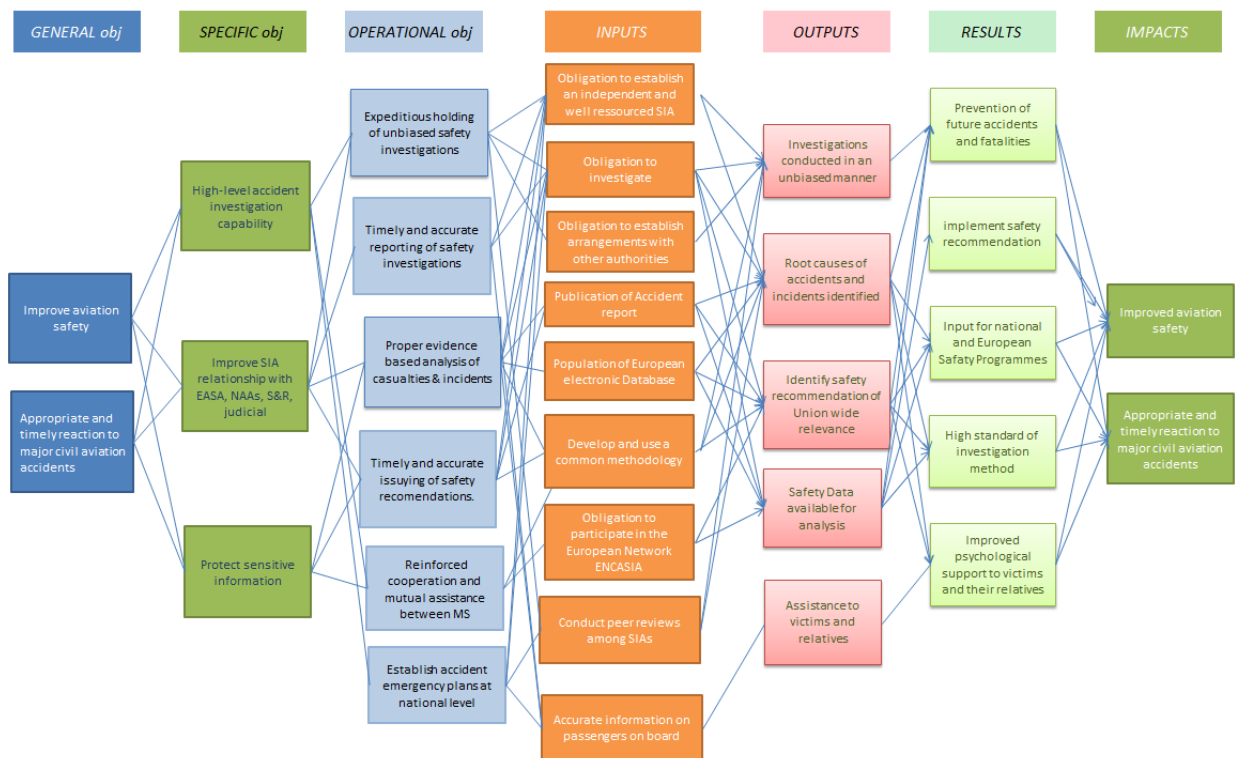 GENERAL obj
SPECIFIC obj
OPERATIONAL obj
INPUTS
OUTPUTS
RESULTS
IMPACTS
Improve aviation
safety
Appropriate and
timely reaction to
major civil aviation
accidents
High-level accident
investigation
capability
Improve SIA
relationship with
EASA, NAAs, S&R,
judicial
Protect sensitive
information
Expeditious holding
of unbiased safety
investigations
Timely and accurate
reporting of safety
investigations
Proper evidence
based analysis of
casualties & incidents
Timely and accurate
issuying of safety
recomendations.
Reinforced
cooperation and
mutual assistance
between MS
Establish accident
emergency plans at
national level
Obligation to establish
an independent and
well ressourced SIA
Obligation to
investigate
Obligation to establish
arrangements with
other authorities
Publication of Accident
report
Population of European
electronic Database
Develop and use a
common methodology
Obligation to
participate in the
European Network
ENCASIA
Conduct peer reviews
among SIAs
Accurate information on
passengers on board
Investigations
conducted in an
unbiased manner
Root causes of
accidents and
incidents identified
Identify safety
recommendation of
Union wide
relevance
Safety Data
available for
analysis
Assistance to
victims and
relatives
Prevention of
future accidents
and fatalities
implement safety
recommendation
Input for national
and European
Safety Programmes
High standard of
investigation
method
Improved
psychological
support to victims
and their relatives
Improved aviation
safety
Appropriate and
timely reaction to
major civil aviation
accidents